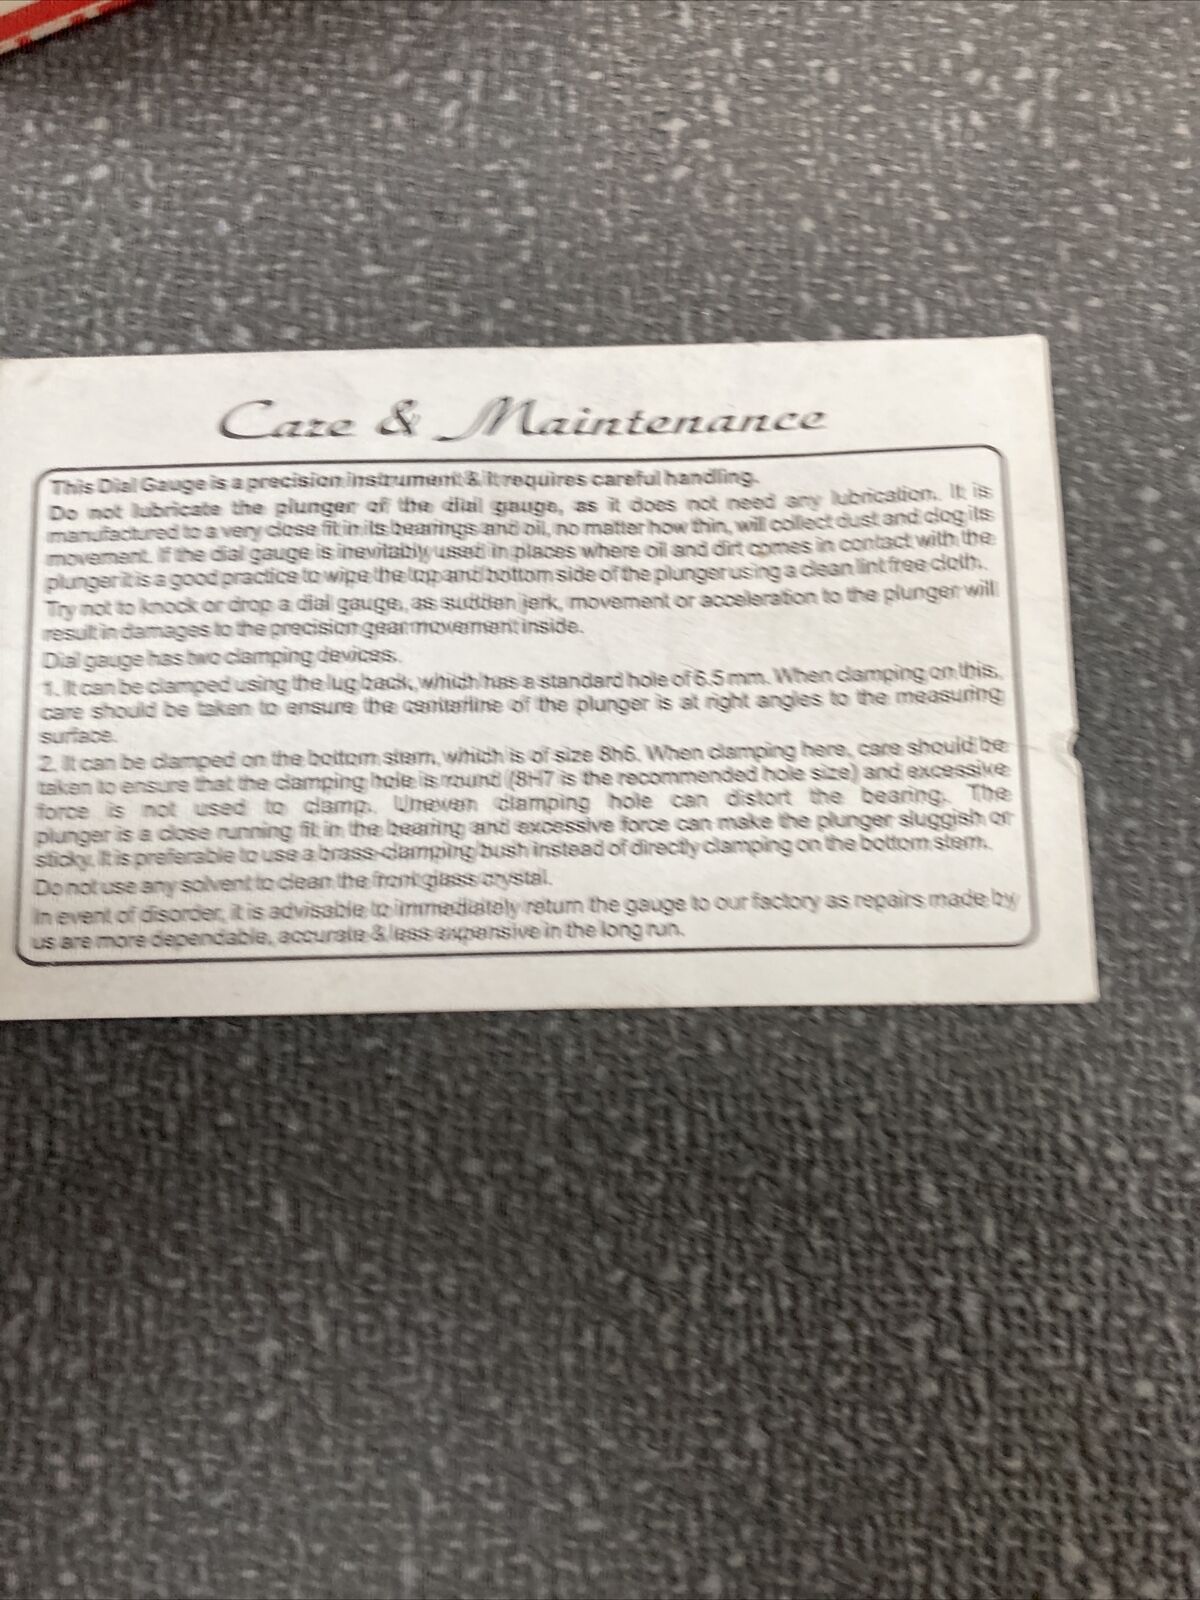 Care & Maintenance
This Dial Gauge is a precision instrument & it requires careful handling.
Do not lubricate the plunger of the dial gauge, as it does not need any lubrication. It is
manufactured to a very close fit in its bearings and oil, no matter how thin, will collect dust and clog its
movement. If the dial gauge is inevitably used in places where oil and dirt comes in contact with the
plunger it is a good practice to wipe the top and bottom side of the plunger using a clean lint free cloth.
Try not to knock or drop a dial gauge, as sudden jerk, movement or acceleration to the plunger will
result in damages to the precision gear movement inside.
Dial gauge has two clamping devices.
1. It can be clamped using the lug back, which has a standard hole of 6.5 mm. When clamping on this,
care should be taken to ensure the centerline of the plunger is at right angles to the measuring
surface.
2. It can be clamped on the bottom stem, which is of size 8h6. When clamping here, care should be
taken to ensure that the clamping hole is round (8H7 is the recommended hole size) and excessive
force is not used to clamp. Uneven clamping hole can distort the bearing. The
plunger is a close running fit in the bearing and excessive force can make the plunger sluggish or
sticky. It is preferable to use a brass-clamping bush instead of directly clamping on the bottom stem.
Do not use any solvent to clean the front glass crystal.
In event of disorder, it is advisable to immediately return the gauge to our factory as repairs made by
us are more dependable, accurate & less expensive in the long run.